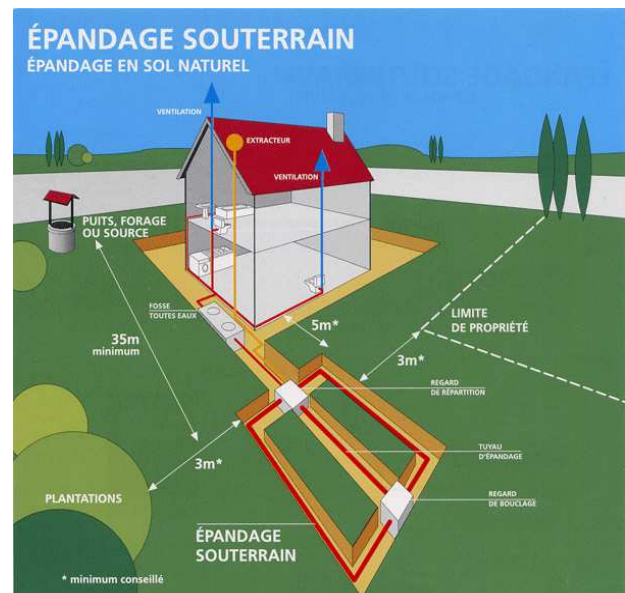 ÉPANDAGE SOUTERRAIN
ÉPANDAGE EN SOL NATUREL
VENTILATION
EXTRACTEUR
VENTILATION
PUITS, FORAGE
OU SOURCE
FOSSE
TOUTES EAUX
35m
minimum
5m*
LIMITE
DE PROPRIÉTÉ
3m*
REGARD
DE RÉPARTITION
TUYAU
D'ÉPANDAGE
3m*
PLANTATIONS
REGARD
DE BOUCLAGE
ÉPANDAGE
SOUTERRAIN
* minimum conseillé